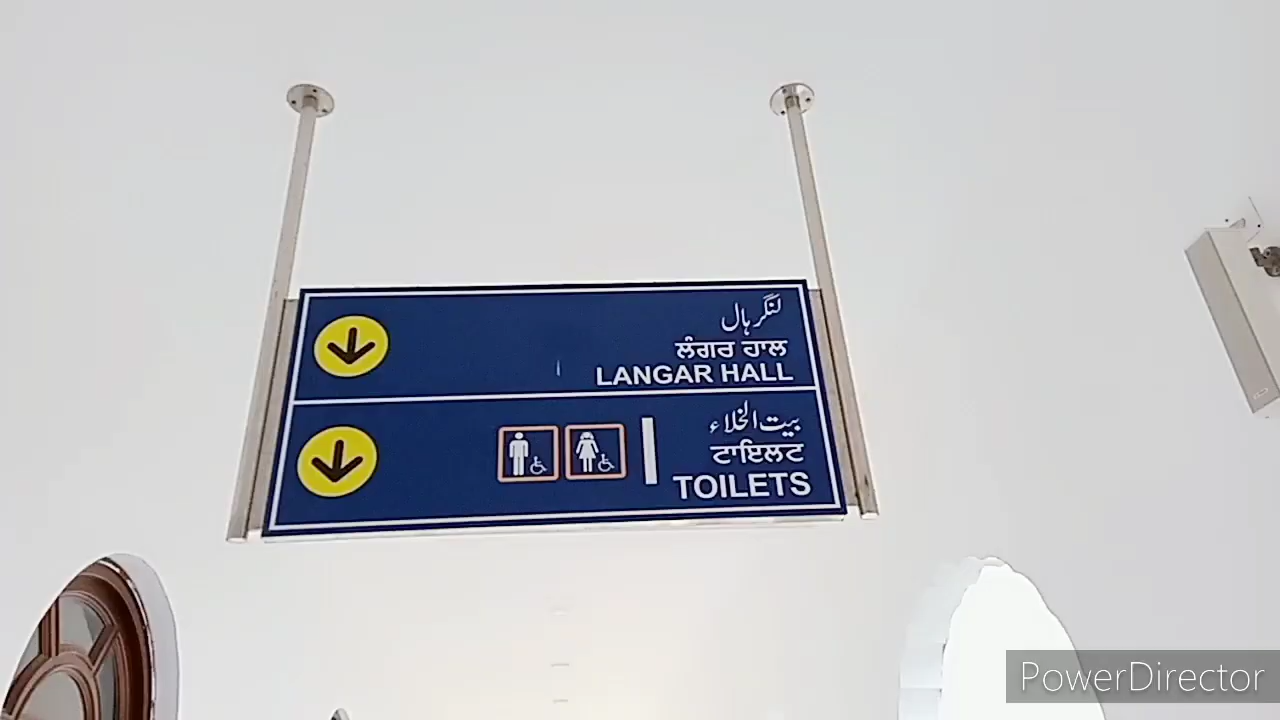 لنگر ہال
ਲੰਗਰ ਹਾਲ
LANGAR HALL
بیت الخلاء
ਟਾਇਲਟ
TOILETS
PowerDirector